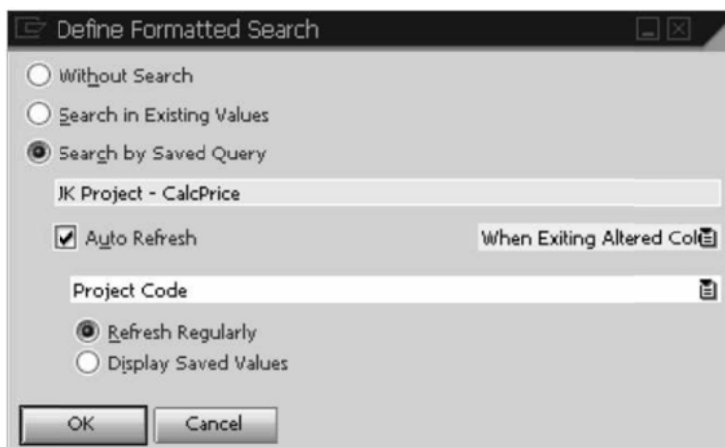 Define Formatted Search
Without Search
Search in Existing Values
Search by Saved Query
JK Project - CalcPrice
Auto Refresh When Exiting Altered Col
Project Code
Refresh Regularly
Display Saved Values
OK Cancel